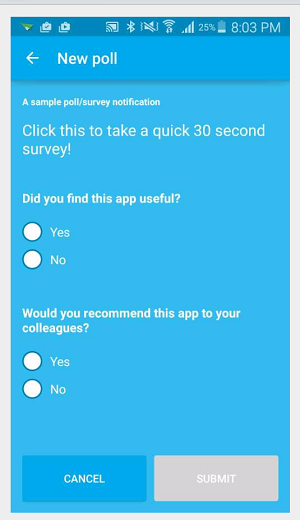 25% 8:03 PM
New poll
A sample poll/survey notification
Click this to take a quick 30 second
survey!
Did you find this app useful?
Yes
No
Would you recommend this app to your
colleagues?
Yes
No
CANCEL SUBMIT